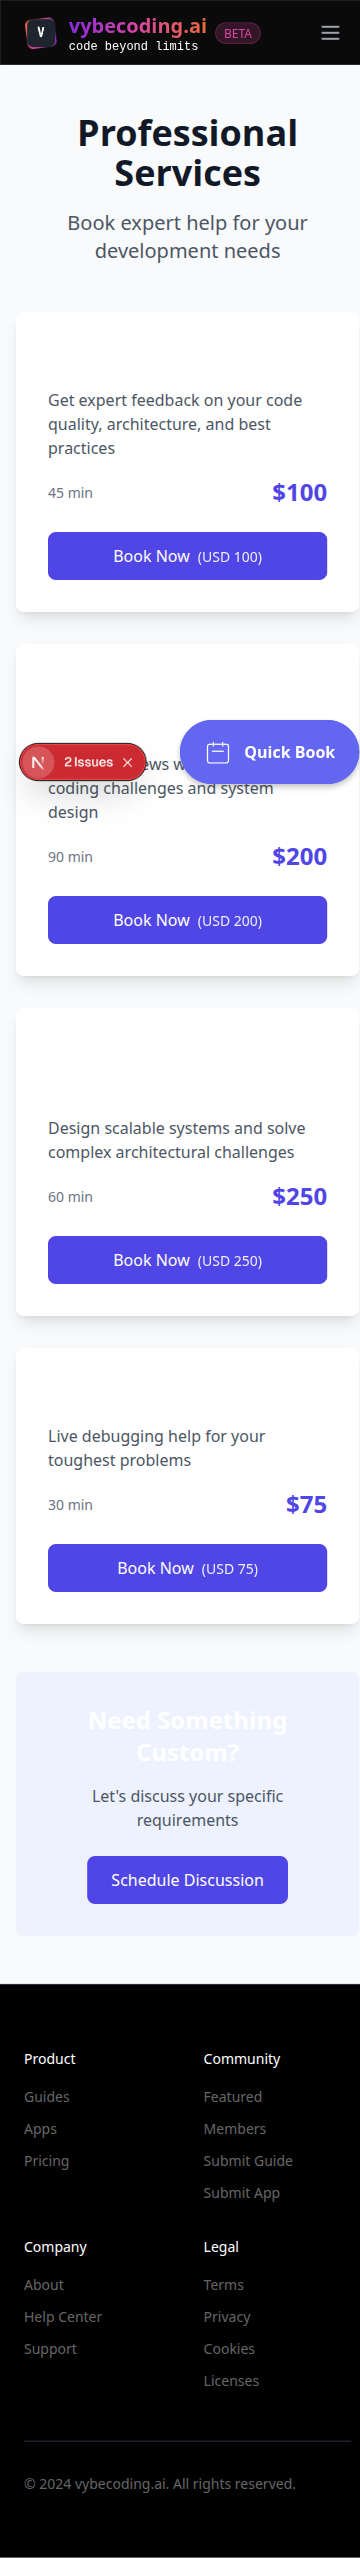 V
vybecoding.ai
code beyond limits
BETA
Professional
Services
Book expert help for your
development needs
Get expert feedback on your code
quality, architecture, and best
practices
45 min
$100
Book Now (USD 100)
2 Issues
Quick Book
coding challenges and system
design
90 min
$200
Book Now (USD 200)
Design scalable systems and solve
complex architectural challenges
60 min
$250
Book Now (USD 250)
Live debugging help for your
toughest problems
30 min
$75
Book Now (USD 75)
Need Something
Custom?
Let's discuss your specific
requirements
Schedule Discussion
Product
Guides
Apps
Pricing
Community
Featured
Members
Submit Guide
Submit App
Company
About
Help Center
Support
Legal
Terms
Privacy
Cookies
Licenses
© 2024 vybecoding.ai. All rights reserved.